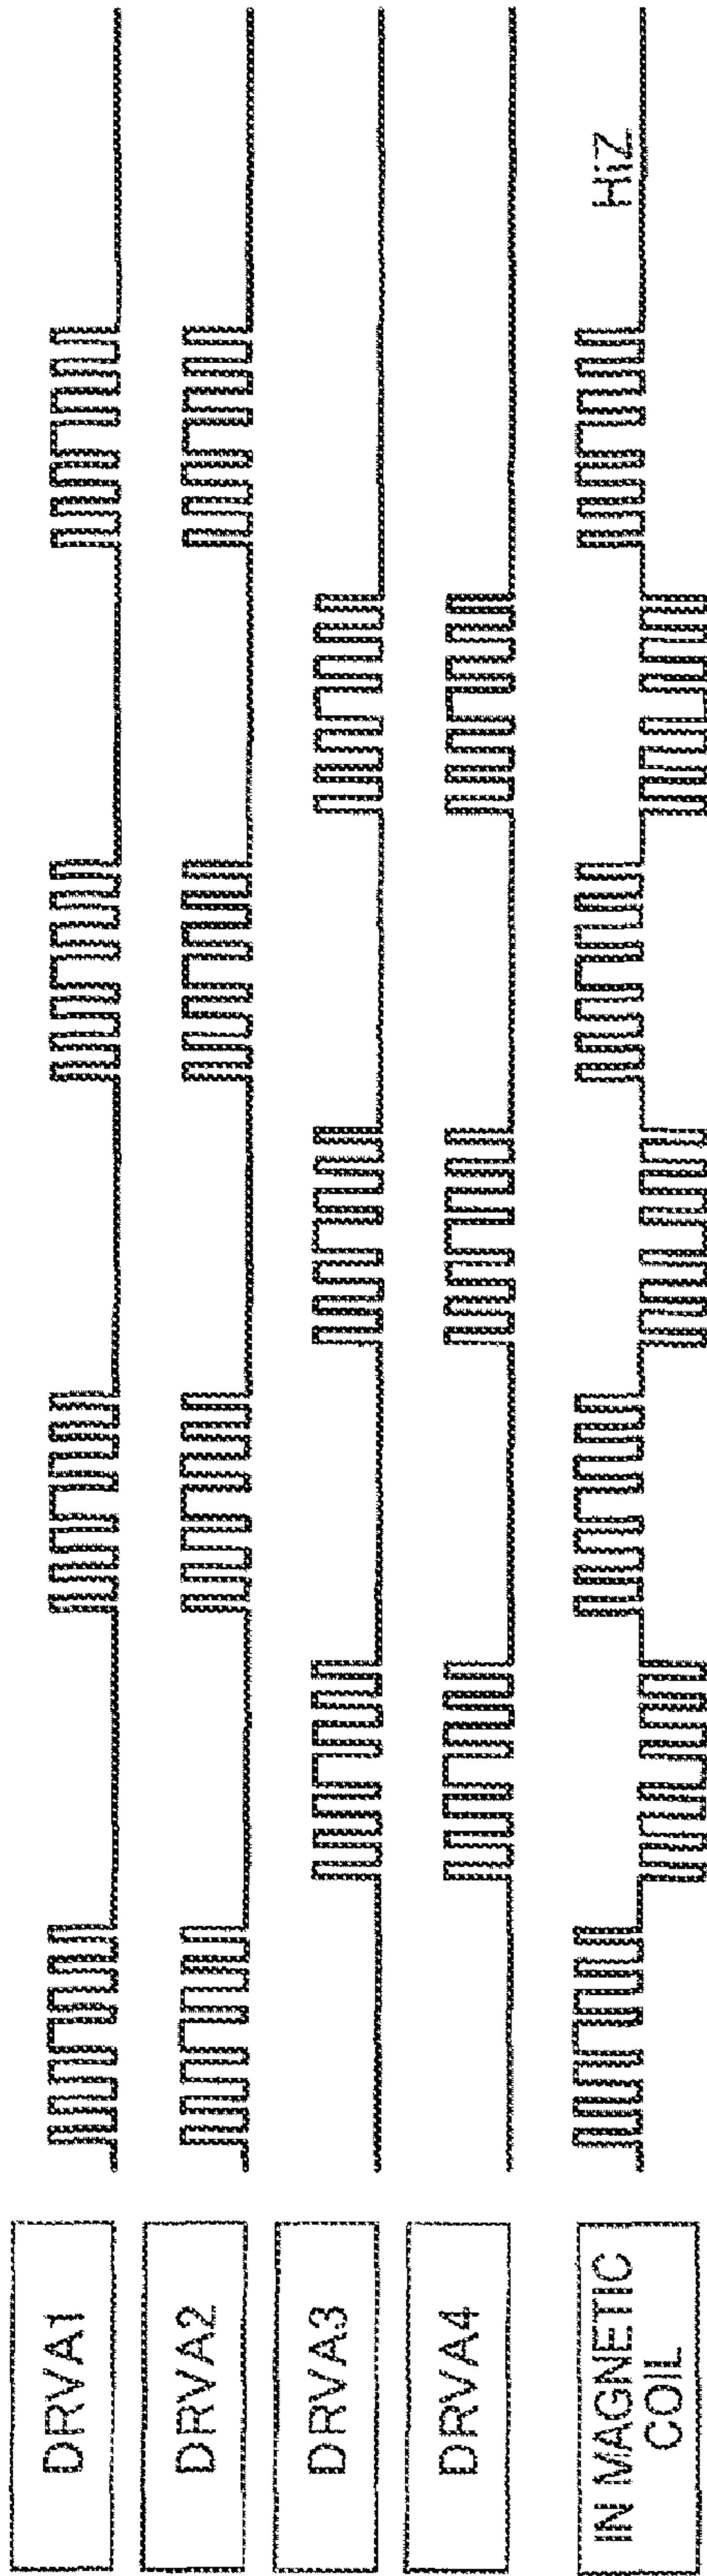 DRVA1
DRVA2
DRVA3
DRVA4
IN MAGNETIC
COIL
HiZ